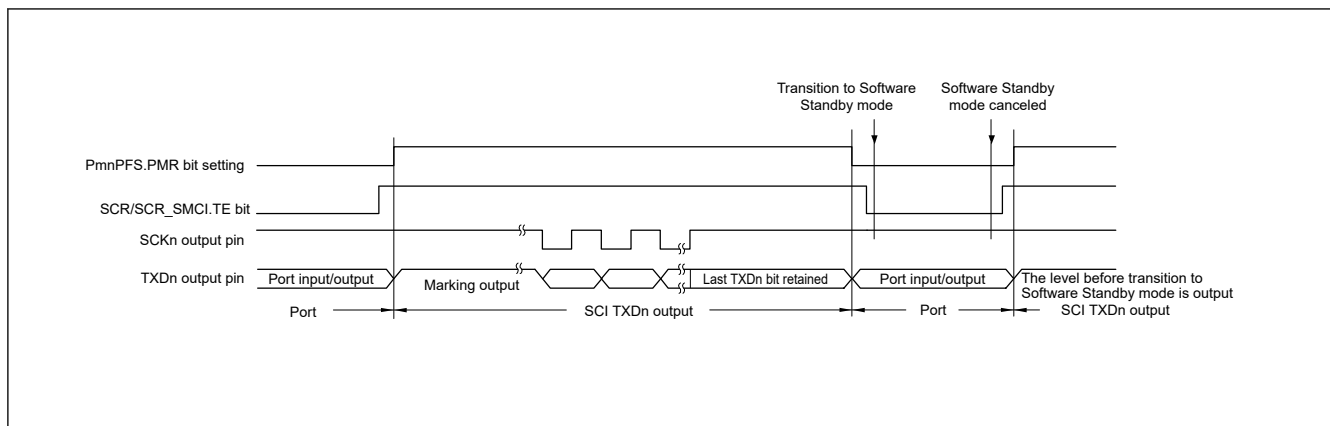 Transition to Software
Standby mode
Software Standby
mode canceled
PmnPFS.PMR bit setting
SCR/SCR_SMCI.TE bit
SCKn output pin
TXDn output pin
Port input/output
Marking output
Last TXDn bit retained
Port input/output
The level before transition to
Software Standby mode is output
Port
SCI TXDn output
Port
SCI TXDn output